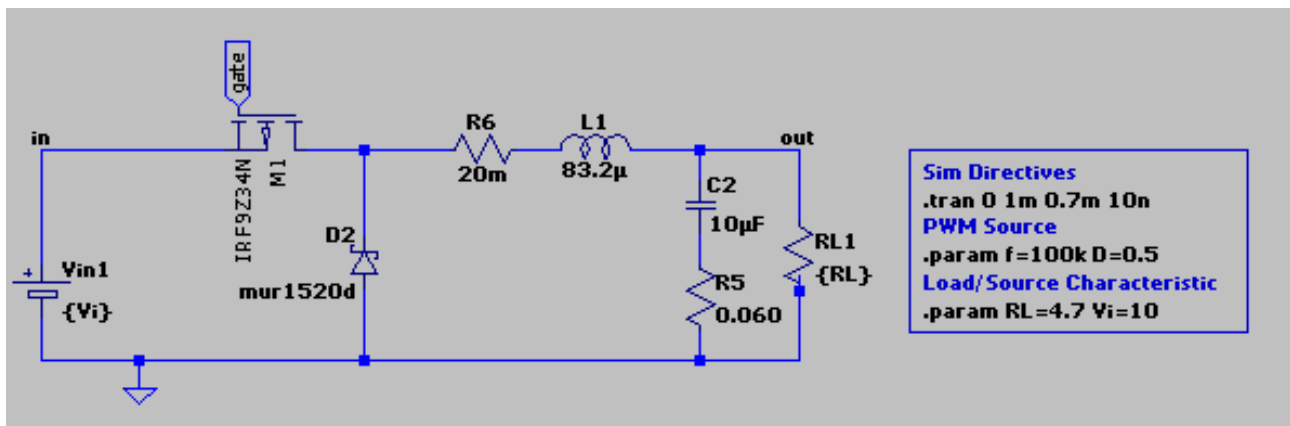 gate
in
IRF9Z34N
M1
R6
20m
L1
83.2µ
out
C2
10µF
D2
mur1520d
+
Vin1
{Vi}
R5
0.060
RL1
{RL}
Sim Directives
.tran 0 1m 0.7m 10n
PWM Source
.param f=100k D=0.5
Load/Source Characteristic
.param RL=4.7 Vi=10